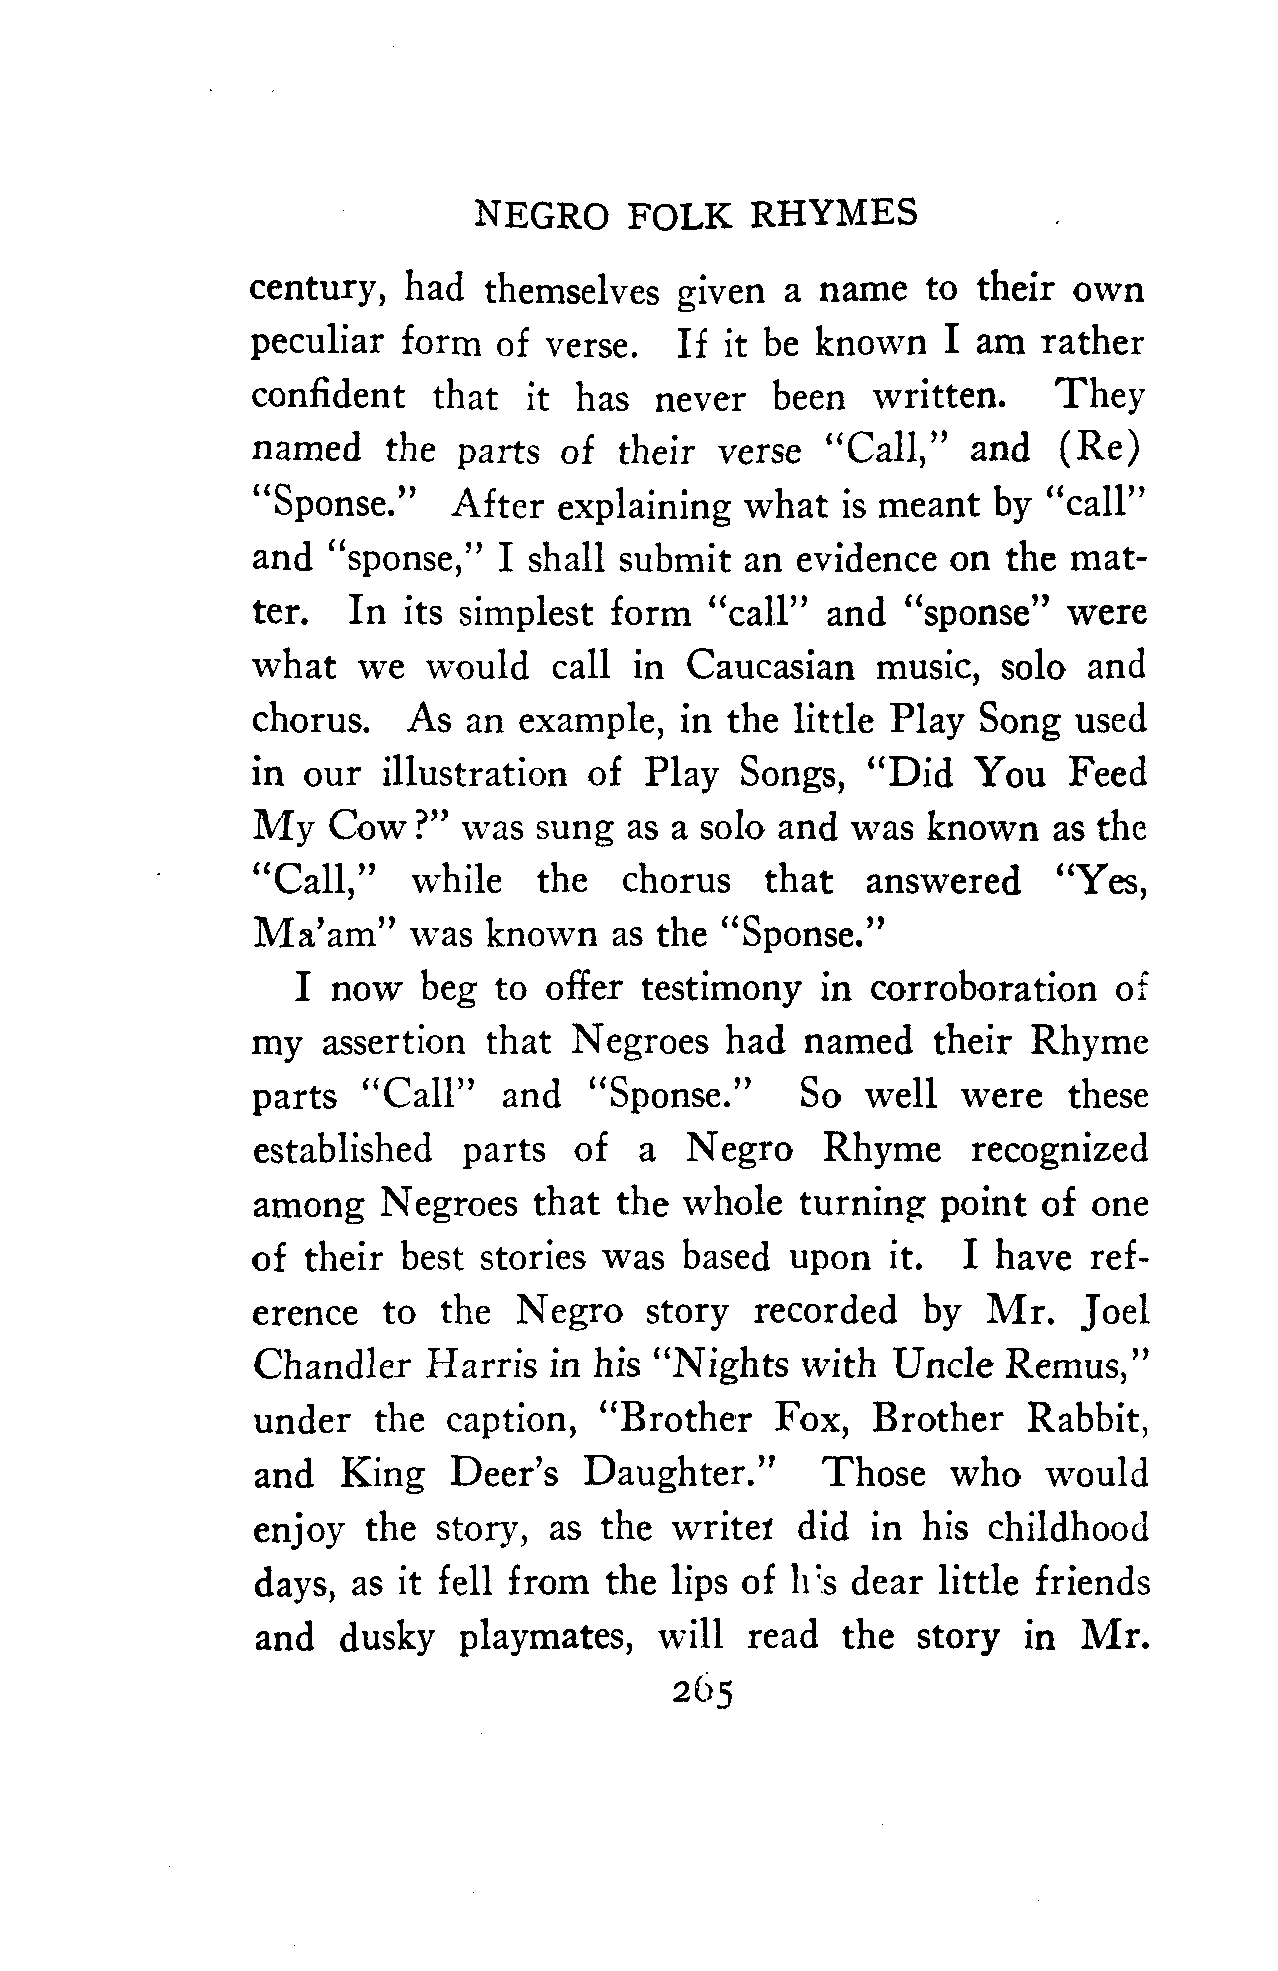 NEGRO FOLK RHYMES
century, had themselves given a name to their own
peculiar form of verse. If it be known I am rather
confident that it has never been written. They
named the parts of their verse "Call," and (Re)
"Sponse." After explaining what is meant by "call"
and "sponse," I shall submit an evidence on the mat-
ter. In its simplest form "call" and "sponse" were
what we would call in Caucasian music, solo and
chorus. As an example, in the little Play Song used
in our illustration of Play Songs, "Did You Feed
My Cow?" was sung as a solo and was known as the
"Call," while the chorus that answered "Yes,
Ma'am" was known as the "Sponse."
I now beg to offer testimony in corroboration of
my assertion that Negroes had named their Rhyme
parts "Call" and "Sponse." So well were these
established parts of a Negro Rhyme recognized
among Negroes that the whole turning point of one
of their best stories was based upon it. I have ref-
erence to the Negro story recorded by Mr. Joel
Chandler Harris in his "Nights with Uncle Remus,"
under the caption, "Brother Fox, Brother Rabbit,
and King Deer's Daughter." Those who would
enjoy the story, as the writer did in his childhood
days, as it fell from the lips of his dear little friends
and dusky playmates, will read the story in Mr.
265